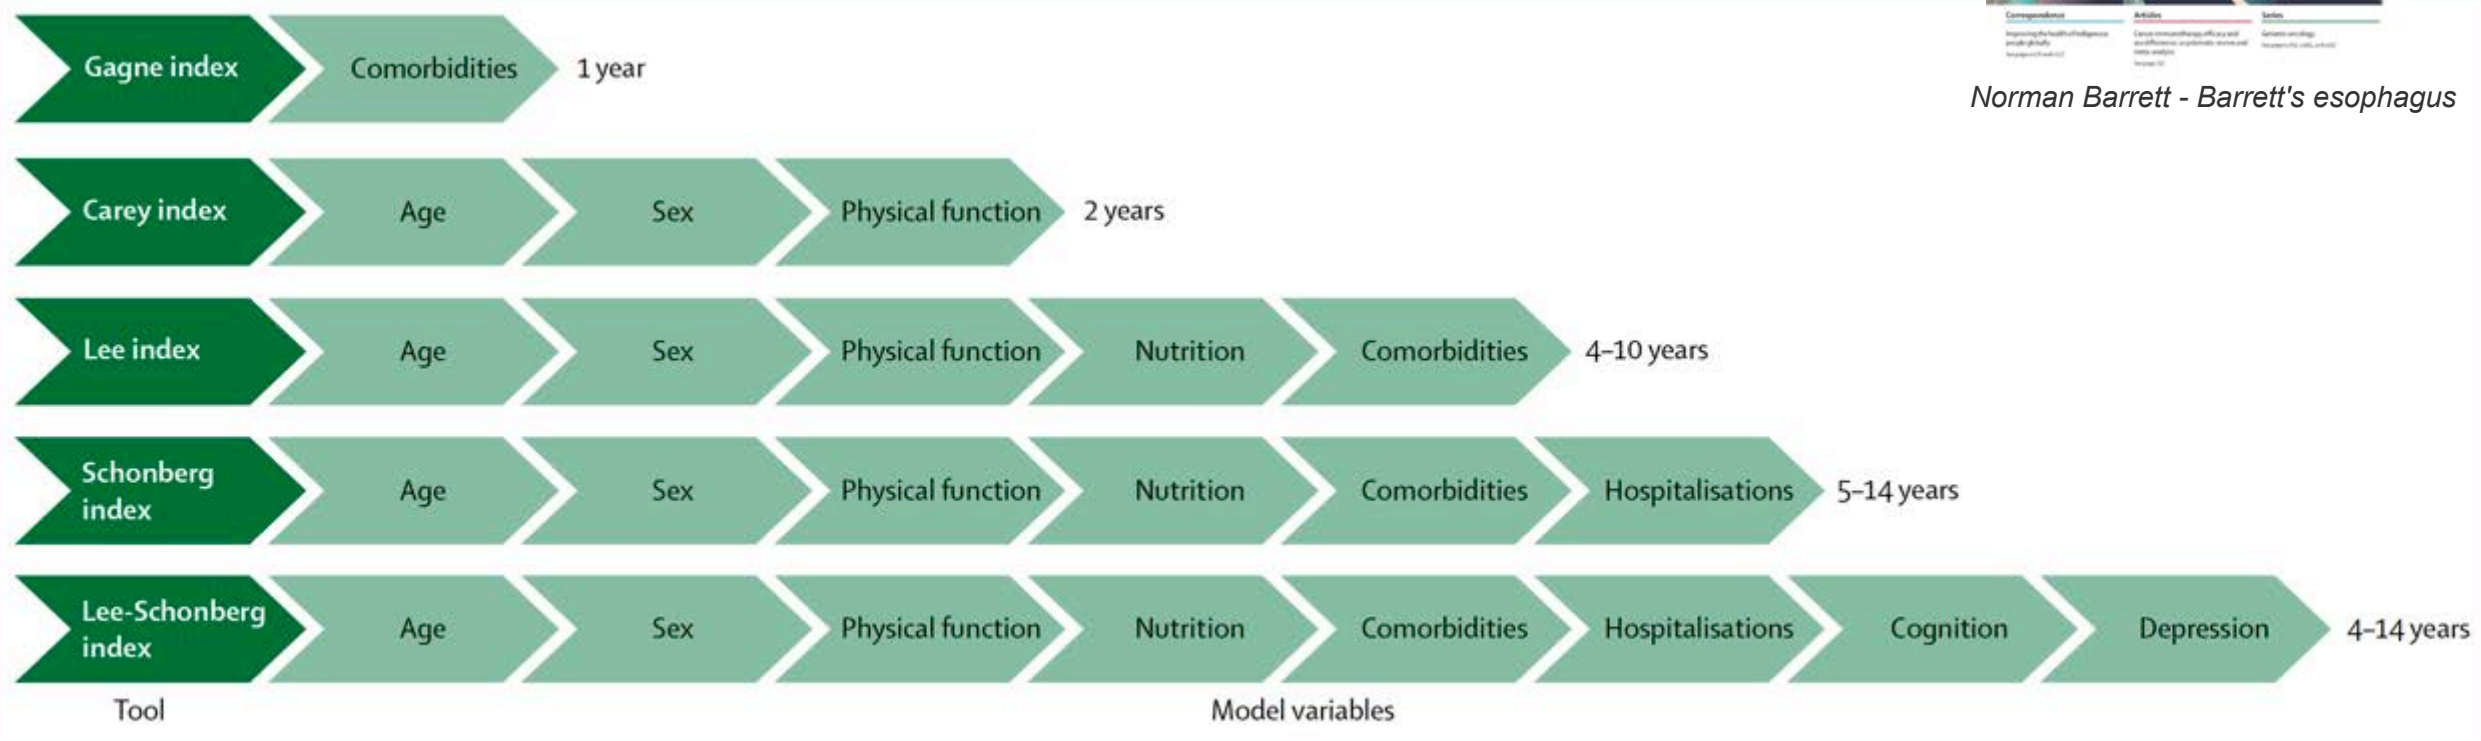 Correspondence Articles Series
Norman Barrett - Barrett's esophagus
Gagne index Comorbidities 1 year
Carey index Age Sex Physical function 2 years
Lee index Age Sex Physical function Nutrition Comorbidities 4–10 years
Schonberg
index Age Sex Physical function Nutrition Comorbidities Hospitalisations 5–14 years
Lee-Schonberg
index Age Sex Physical function Nutrition Comorbidities Hospitalisations Cognition Depression 4–14 years
Tool Model variables